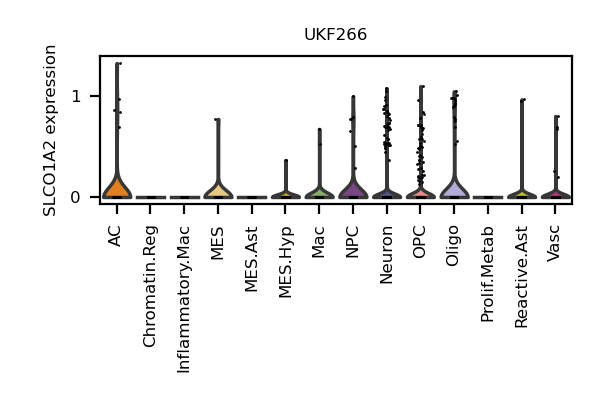 UKF266
SLCO1A2 expression
1
0
AC
Chromatin.Reg
Inflammatory.Mac
MES
MES.Ast
MES.Hyp
Mac
NPC
Neuron
OPC
Oligo
Prolif.Metab
Reactive.Ast
Vasc